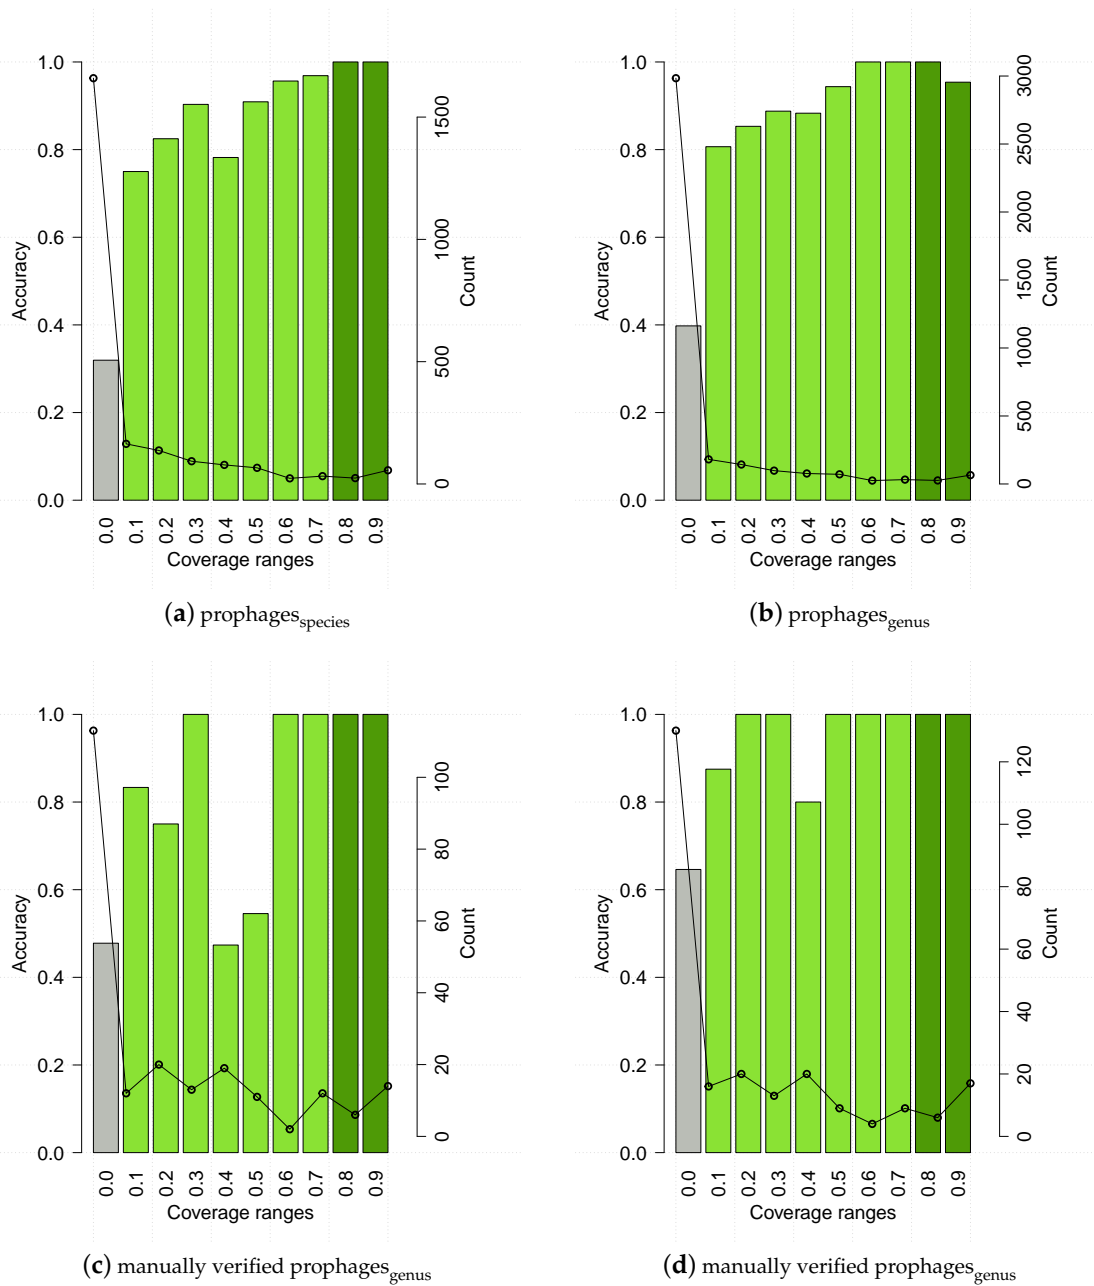 1.0
0.8
0.6
0.4
0.2
0.0
Accuracy
1500
1000
500
0
Count
0.0 0.1 0.2 0.3 0.4 0.5 0.6 0.7 0.8 0.9
Coverage ranges
(a) prophages species
1.0
0.8
0.6
0.4
0.2
0.0
Accuracy
3000
2500
2000
1500
1000
500
0
Count
0.0 0.1 0.2 0.3 0.4 0.5 0.6 0.7 0.8 0.9
Coverage ranges
(b) prophages genus
1.0
0.8
0.6
0.4
0.2
0.0
Accuracy
100
80
60
40
20
0
Count
0.0 0.1 0.2 0.3 0.4 0.5 0.6 0.7 0.8 0.9
Coverage ranges
(c) manually verified prophages genus
1.0
0.8
0.6
0.4
0.2
0.0
Accuracy
120
100
80
60
40
20
0
Count
0.0 0.1 0.2 0.3 0.4 0.5 0.6 0.7 0.8 0.9
Coverage ranges
(d) manually verified prophages genus